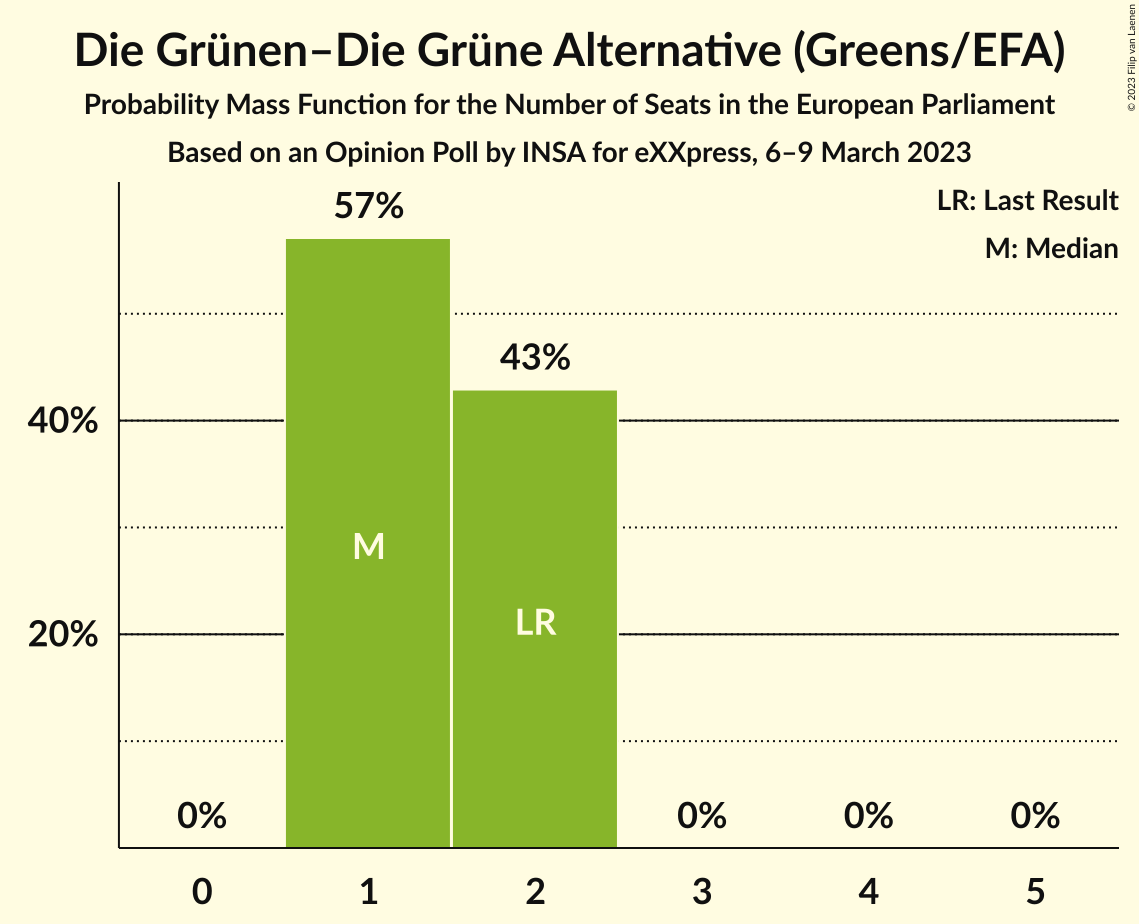 Die Grünen–Die Grüne Alternative (Greens/EFA)
Probability Mass Function for the Number of Seats in the European Parliament
Based on an Opinion Poll by INSA for eXXpress, 6–9 March 2023
© 2023 Filip van Laenen
LR: Last Result
M: Median
57%
43%
40%
M
LR
20%
0%
0%
0%
0%
0
1
2
3
4
5